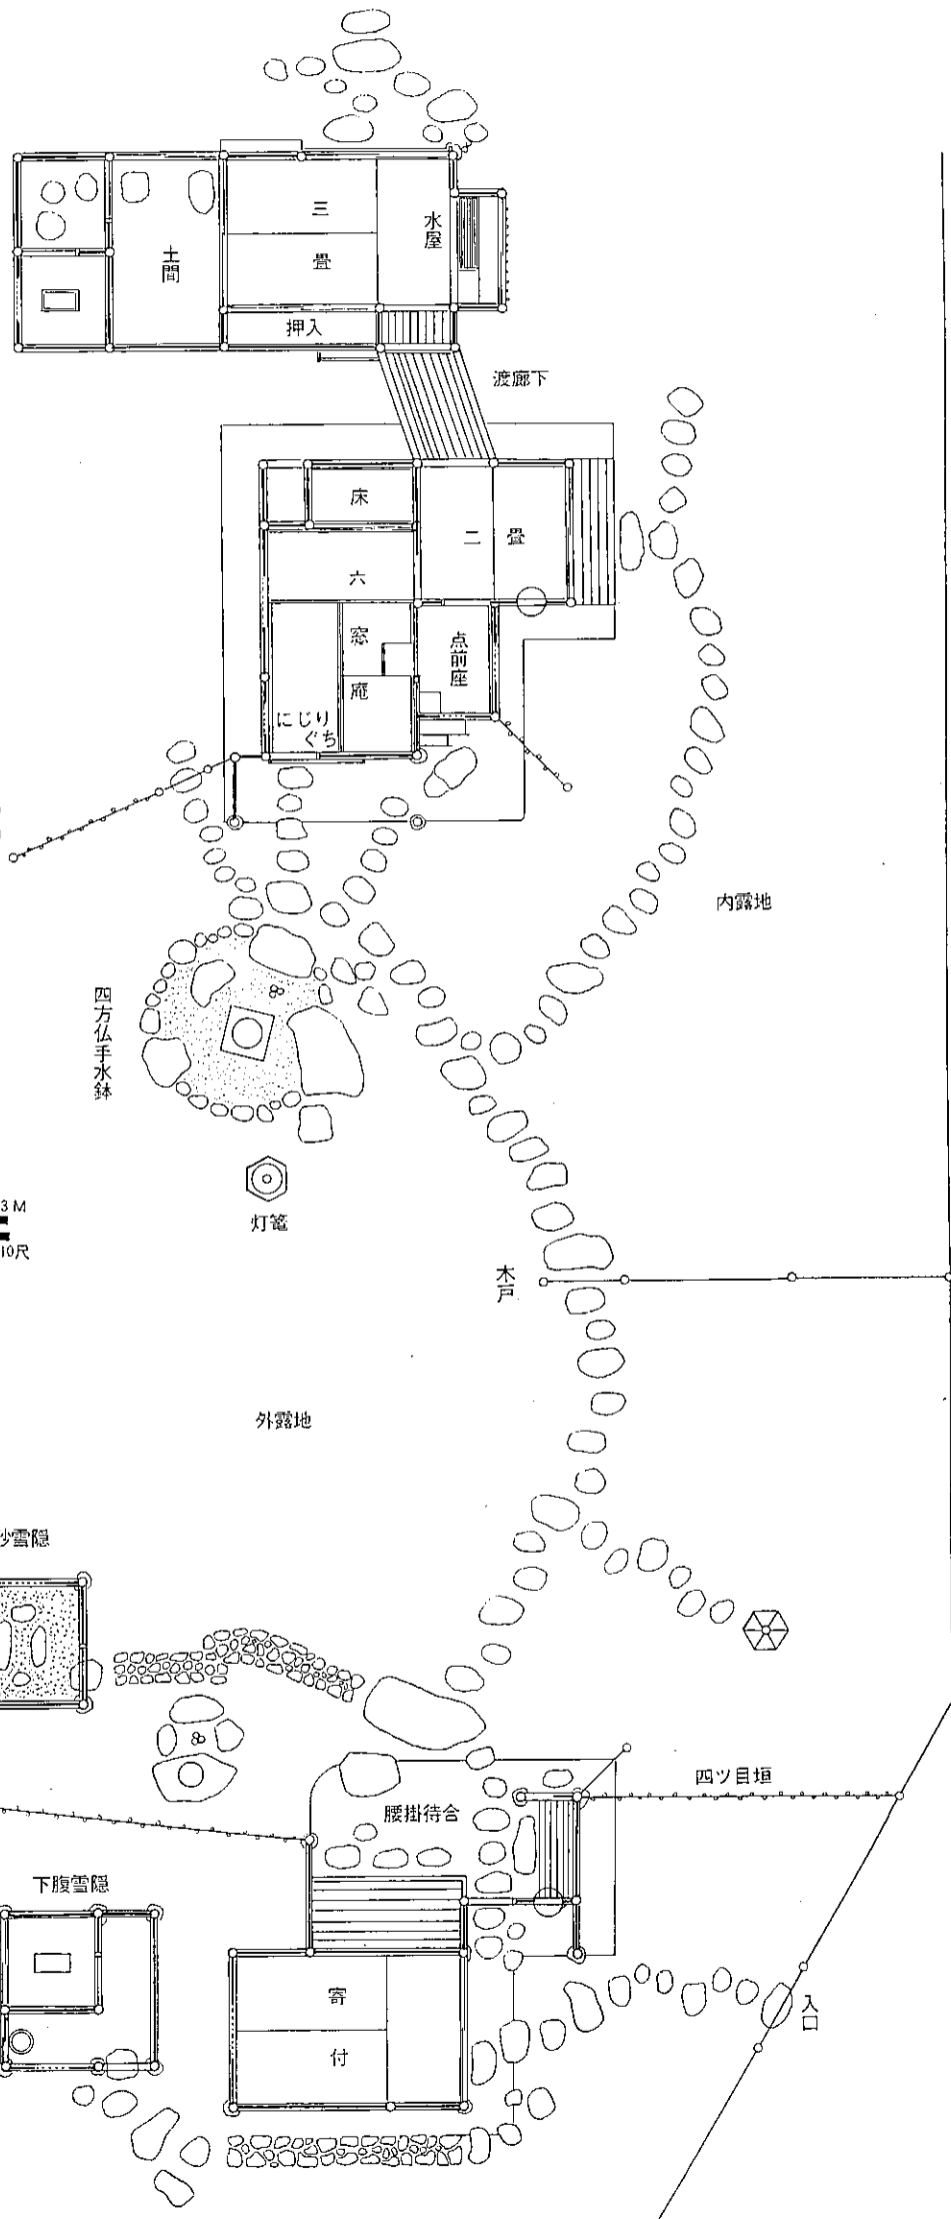 三
畳
水屋
土間
押入
渡廊下
床
二畳
六
窓
庵
点前座
にじり
ぐち
内露地
四方仏手水鉢
3M
10尺
灯篭
木戸
外露地
砂雪隠
四ツ目垣
腰掛待合
下腹雪隠
寄
付
入口